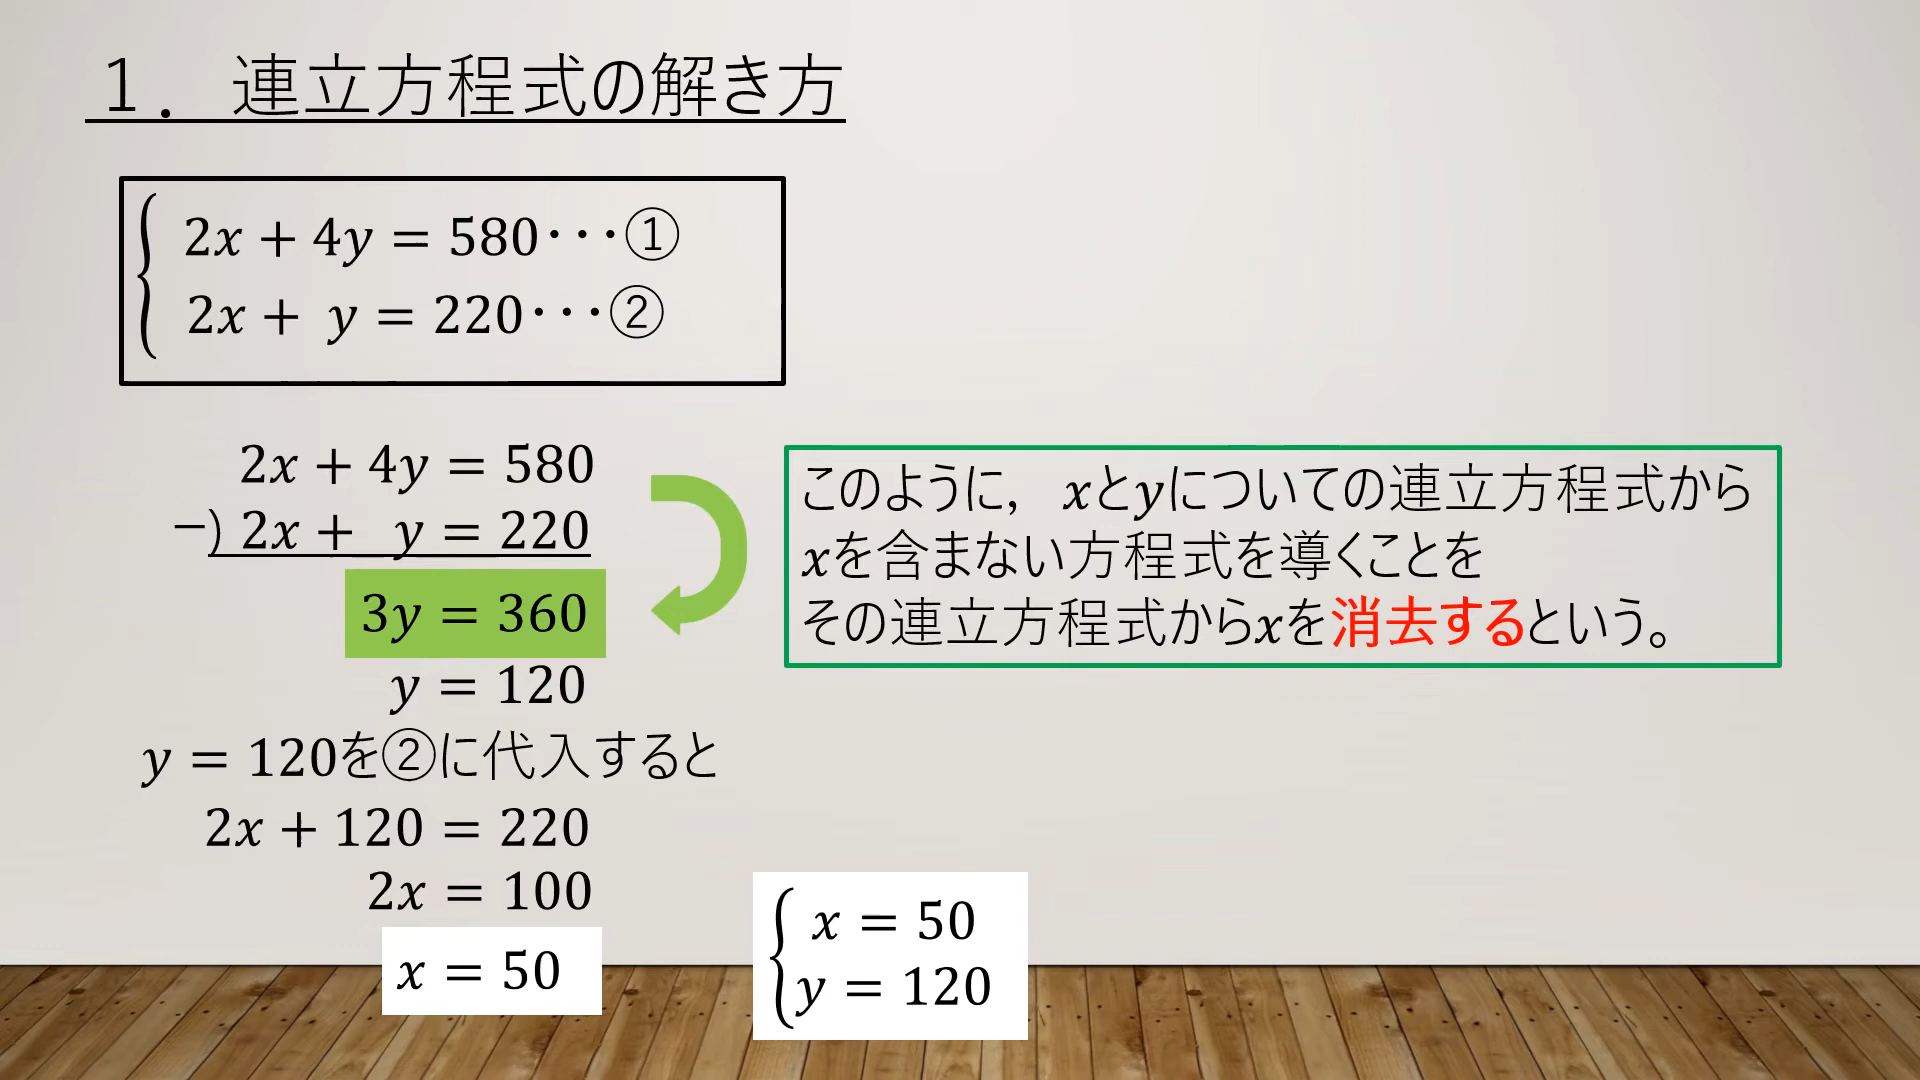 １． 連立方程式の解き方
2x + 4y = 580･･･①
2x + y = 220･･･②
2x + 4y = 580
−) 2x + y = 220
3y = 360
y = 120
y = 120を②に代入すると
2x + 120 = 220
2x = 100
x = 50
このように， xとyについての連立方程式から
xを含まない方程式を導くことを
その連立方程式からxを消去するという。
x = 50
y = 120